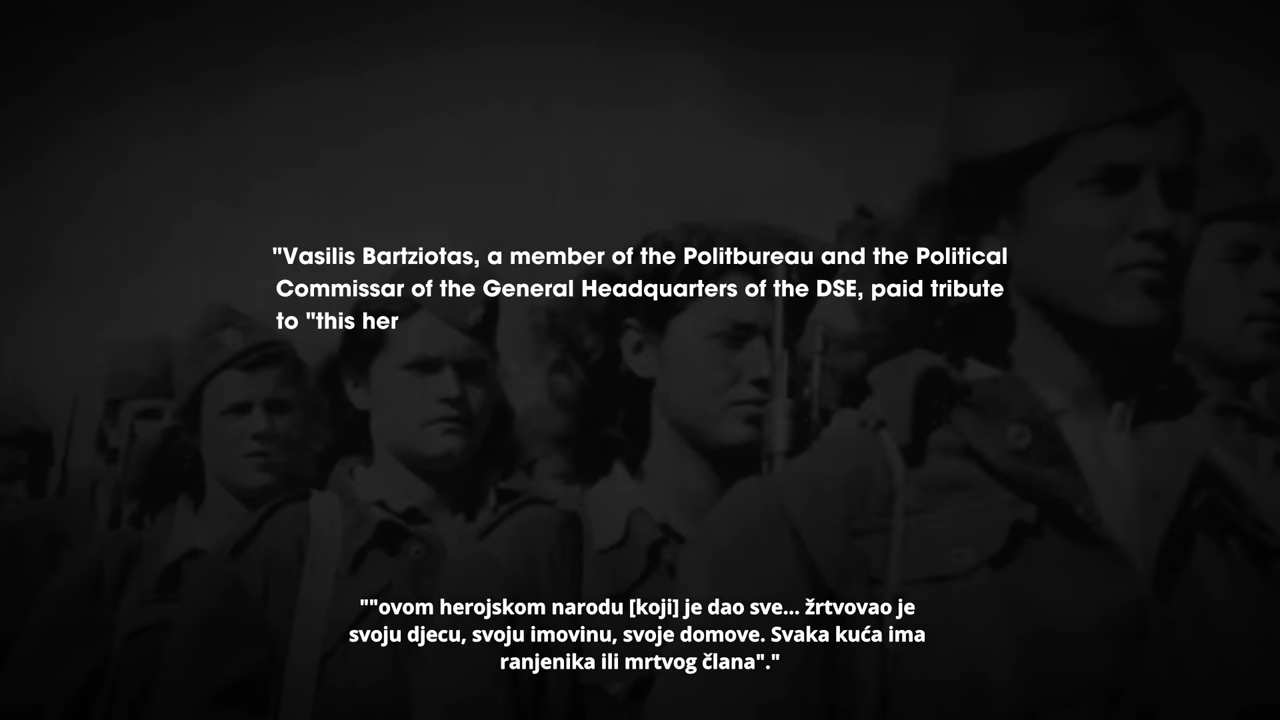 "Vasilis Bartziotas, a member of the Politbureau and the Political
Commissar of the General Headquarters of the DSE, paid tribute
to "this her
""ovom herojskom narodu [koji] je dao sve... žrtvovao je
svoju djecu, svoju imovinu, svoje domove. Svaka kuća ima
ranjenika ili mrtvog člana"."